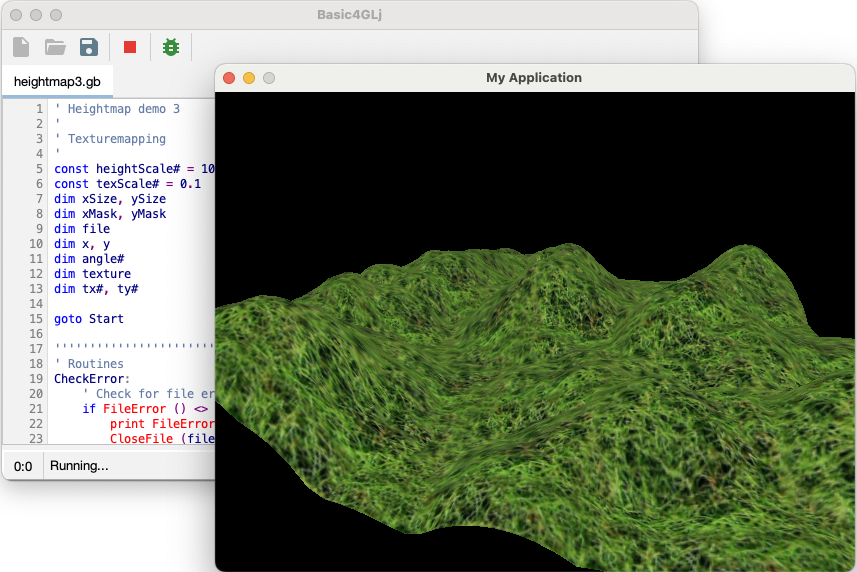 Basic4GLj
heightmap3.gb
My Application
1 ' Heightmap demo 3
2 '
3 ' Texturemapping
4 '
5 const heightScale# = 10
6 const texScale# = 0.1
7 dim xSize, ySize
8 dim xMask, yMask
9 dim file
10 dim x, y
11 dim angle#
12 dim texture
13 dim tx#, ty#
14
15 goto Start
16
17 '''''''''''''''''''''''
18 ' Routines
19 CheckError:
20 ' Check for file er
21 if FileError () <>
22 print FileError
23 CloseFile (file
0:0 Running...